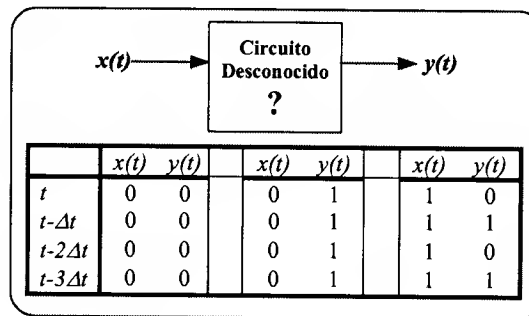 Circuito
x(t) Desconocido y(t)
?
x(t) y(t) x(t) y(t) x(t) y(t)
t 0 0 0 1 1 0
t-Δt 0 0 0 1 1 1
t-2Δt 0 0 0 1 1 0
t-3Δt 0 0 0 1 1 1